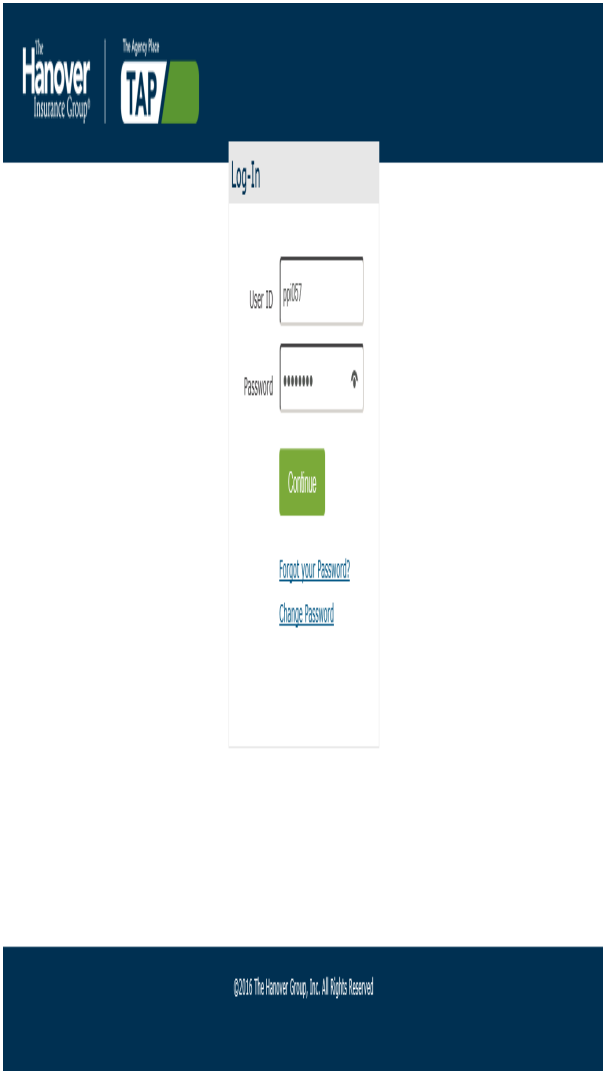 The
Hanover
Insurance Group®
The Agency Place
TAP
Log-In
User ID
ppi057
Password
••••••••
Continue
Forgot your Password?
Change Password
©2016 The Hanover Group, Inc. All Rights Reserved